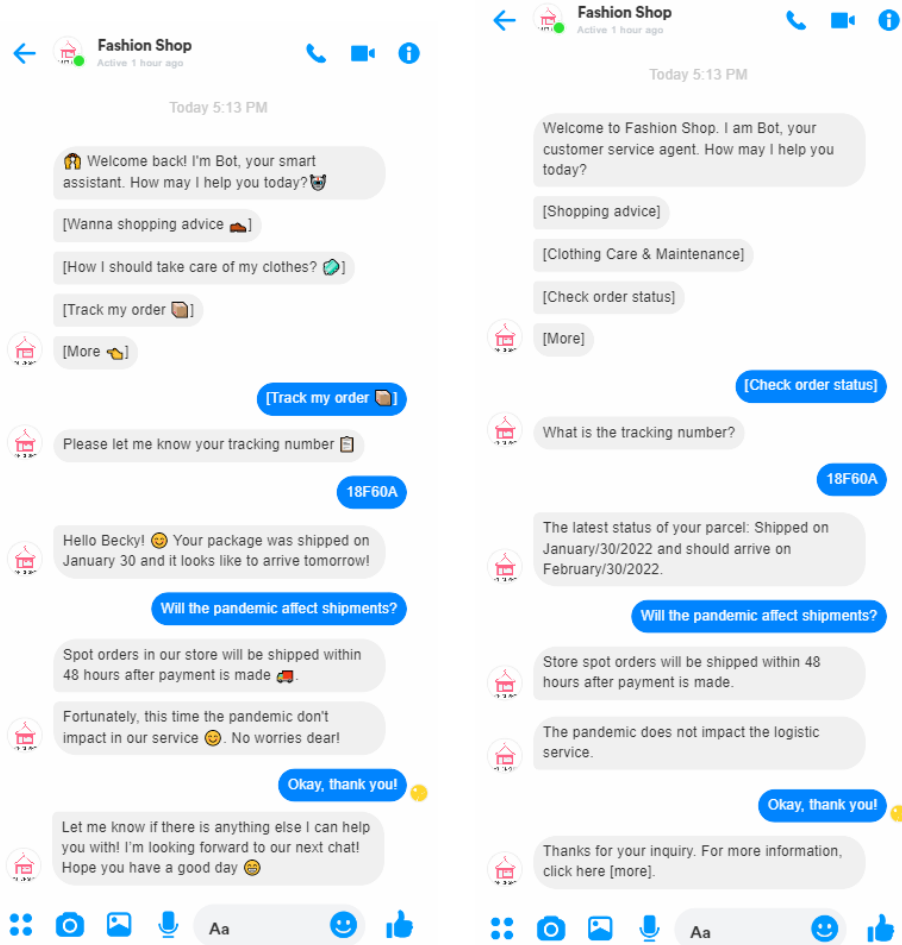 Fashion Shop
Active 1 hour ago
Today 5:13 PM
Welcome back! I'm Bot, your smart
assistant. How may I help you today?
[Wanna shopping advice 👞]
[How I should take care of my clothes? 🧼]
[Track my order 📦]
[More 👈]
[Track my order 📦]
Please let me know your tracking number 📋
18F60A
Hello Becky! 😊 Your package was shipped on
January 30 and it looks like to arrive tomorrow!
Will the pandemic affect shipments?
Spot orders in our store will be shipped within
48 hours after payment is made 🚚.
Fortunately, this time the pandemic don't
impact in our service 😊. No worries dear!
Okay, thank you!
Let me know if there is anything else I can help
you with! I'm looking forward to our next chat!
Hope you have a good day 😁
Aa
Fashion Shop
Active 1 hour ago
Today 5:13 PM
Welcome to Fashion Shop. I am Bot, your
customer service agent. How may I help you
today?
[Shopping advice]
[Clothing Care & Maintenance]
[Check order status]
[More]
[Check order status]
What is the tracking number?
18F60A
The latest status of your parcel: Shipped on
January/30/2022 and should arrive on
February/30/2022.
Will the pandemic affect shipments?
Store spot orders will be shipped within 48
hours after payment is made.
The pandemic does not impact the logistic
service.
Okay, thank you!
Thanks for your inquiry. For more information,
click here [more].
Aa